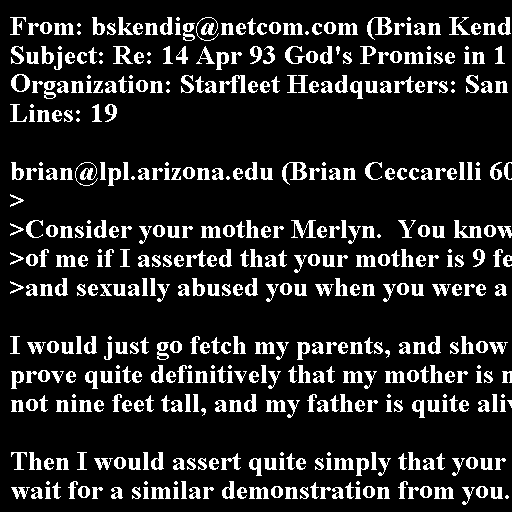 From: bskendig@netcom.com (Brian Kend
Subject: Re: 14 Apr 93 God's Promise in 1
Organization: Starfleet Headquarters: San
Lines: 19

brian@lpl.arizona.edu (Brian Ceccarelli 60
>
>Consider your mother Merlyn.  You know
>of me if I asserted that your mother is 9 fe
>and sexually abused you when you were a

I would just go fetch my parents, and show
prove quite definitively that my mother is n
not nine feet tall, and my father is quite aliv

Then I would assert quite simply that your
wait for a similar demonstration from you.